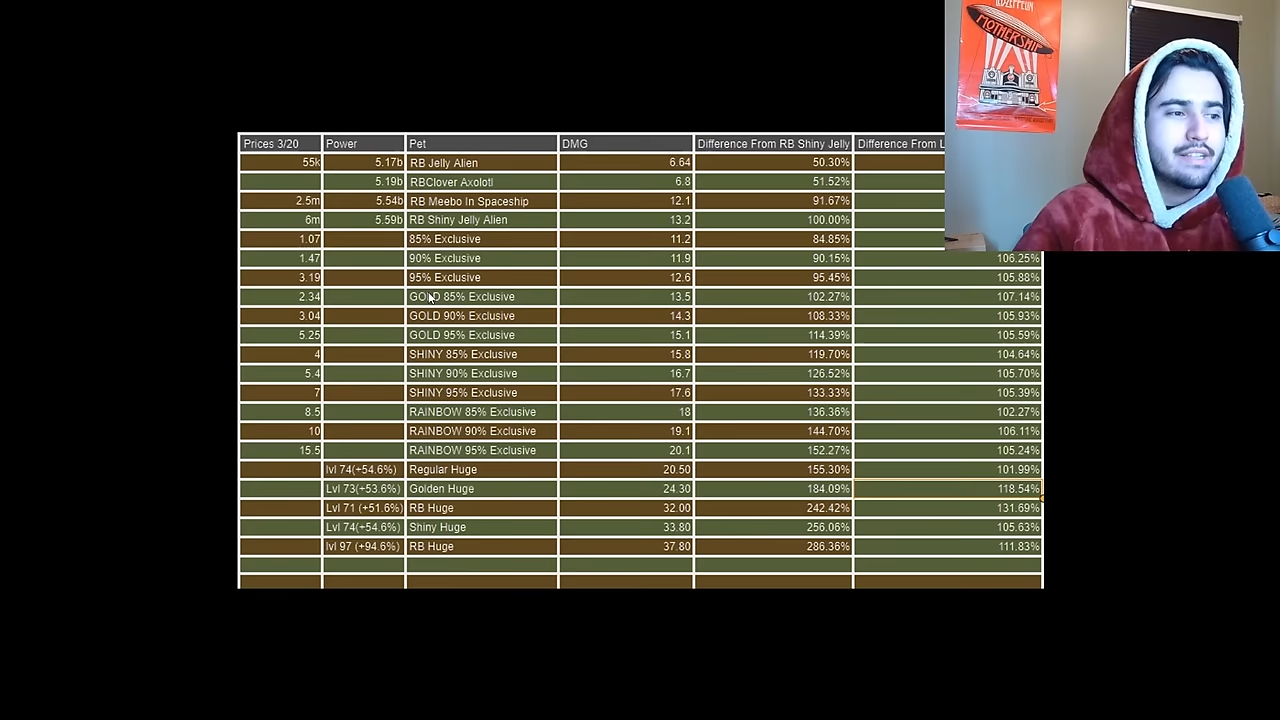 LED ZEPPELIN
MOTHERSHIP
Prices 3/20 Power Pet DMG Difference From RB Shiny Jelly Difference From L
55k 5.17b RB Jelly Alien 6.64 50.30%
5.19b RBClover Axolotl 6.8 51.52%
2.5m 5.54b RB Meebo In Spaceship 12.1 91.67%
6m 5.59b RB Shiny Jelly Alien 13.2 100.00%
1.07 85% Exclusive 11.2 84.85%
1.47 90% Exclusive 11.9 90.15% 106.25%
3.19 95% Exclusive 12.6 95.45% 105.88%
2.34 GOLD 85% Exclusive 13.5 102.27% 107.14%
3.04 GOLD 90% Exclusive 14.3 108.33% 105.93%
5.25 GOLD 95% Exclusive 15.1 114.39% 105.59%
4 SHINY 85% Exclusive 15.8 119.70% 104.64%
5.4 SHINY 90% Exclusive 16.7 126.52% 105.70%
7 SHINY 95% Exclusive 17.6 133.33% 105.39%
8.5 RAINBOW 85% Exclusive 18 136.36% 102.27%
10 RAINBOW 90% Exclusive 19.1 144.70% 106.11%
15.5 RAINBOW 95% Exclusive 20.1 152.27% 105.24%
lvl 74(+54.6%) Regular Huge 20.50 155.30% 101.99%
Lvl 73(+53.6%) Golden Huge 24.30 184.09% 118.54%
Lvl 71 (+51.6%) RB Huge 32.00 242.42% 131.69%
Lvl 74(+54.6%) Shiny Huge 33.80 256.06% 105.63%
lvl 97 (+94.6%) RB Huge 37.80 286.36% 111.83%